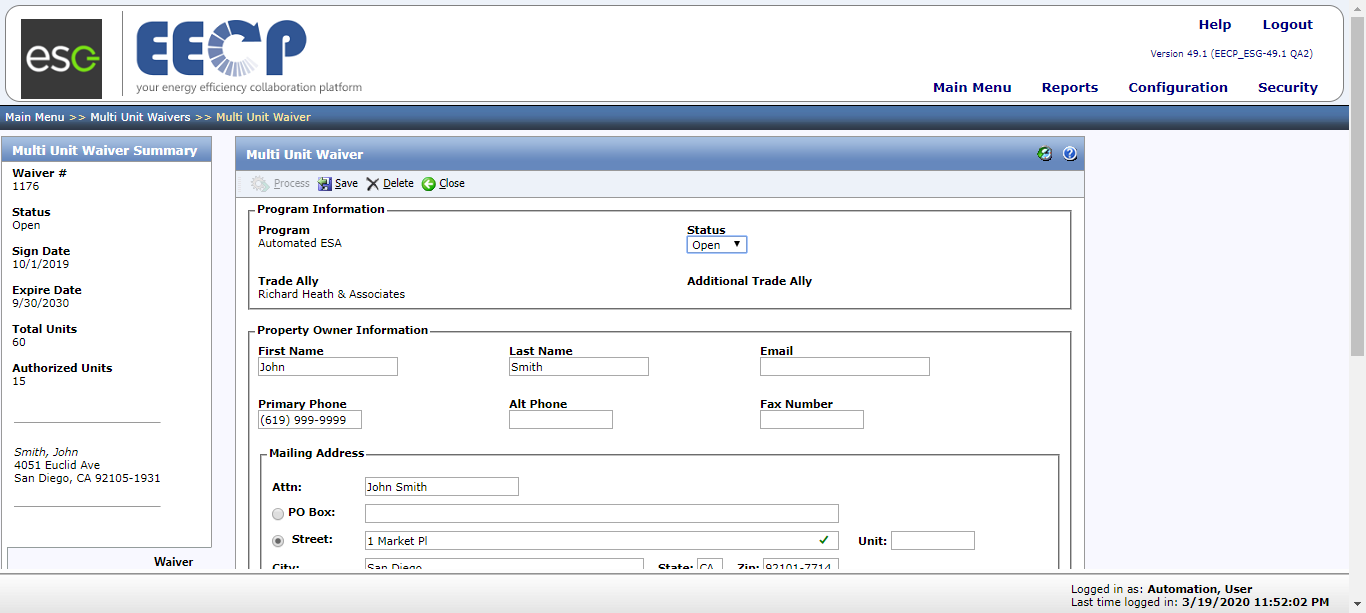 esg
EECP
your energy efficiency collaboration platform
Help Logout
Version 49.1 (EECP_ESG-49.1 QA2)
Main Menu Reports Configuration Security
Main Menu >> Multi Unit Waivers >> Multi Unit Waiver
Multi Unit Waiver Summary
Waiver #
1176
Status
Open
Sign Date
10/1/2019
Expire Date
9/30/2030
Total Units
60
Authorized Units
15
Smith, John
4051 Euclid Ave
San Diego, CA 92105-1931
Waiver
Multi Unit Waiver
Process Save Delete Close
Program Information
Program Status
Automated ESA Open
Trade Ally Additional Trade Ally
Richard Heath & Associates
Property Owner Information
First Name Last Name Email
John Smith
Primary Phone Alt Phone Fax Number
(619) 999-9999
Mailing Address
Attn: John Smith
PO Box:
Street: 1 Market Pl Unit:
City: San Diego State: CA Zip: 92101-7714
Logged in as: Automation, User
Last time logged in: 3/19/2020 11:52:02 PM